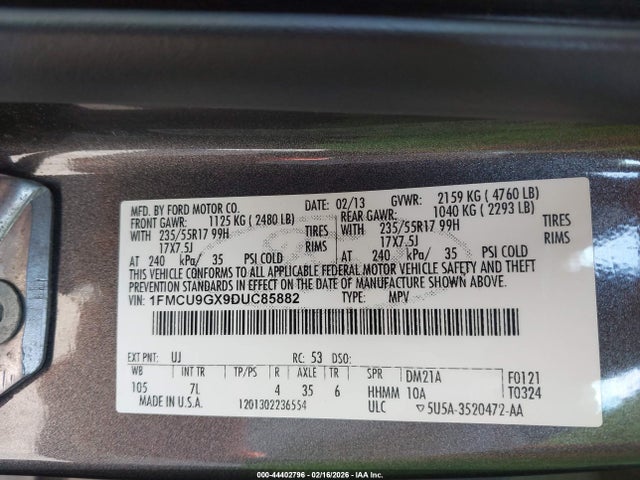 MFD. BY FORD MOTOR CO.
DATE: 02/13 GVWR: 2159 KG ( 4760 LB)
FRONT GAWR: 1125 KG ( 2480 LB) REAR GAWR: 1040 KG ( 2293 LB)
WITH 235/55R17 99H TIRES WITH 235/55R17 99H TIRES
17X7.5J RIMS 17X7.5J RIMS
AT 240 kPa/ 35 PSI COLD AT 240 kPa/ 35 PSI COLD
THIS VEHICLE CONFORMS TO ALL APPLICABLE FEDERAL MOTOR VEHICLE SAFETY AND THEFT
PREVENTION STANDARDS IN EFFECT ON THE DATE OF MANUFACTURE SHOWN ABOVE.
VIN: 1FMCU9GX9DUC85882 TYPE: MPV
EXT PNT: UJ RC: 53 DSO:
WB INT TR TP/PS R AXLE TR SPR DM21A F0121
105 7L 4 35 6 HHMM 10A T0324
MADE IN U.S.A. 1201302236554 ULC 5U5A-3520472-AA
000-44402796 - 02/16/2026 - IAA Inc.